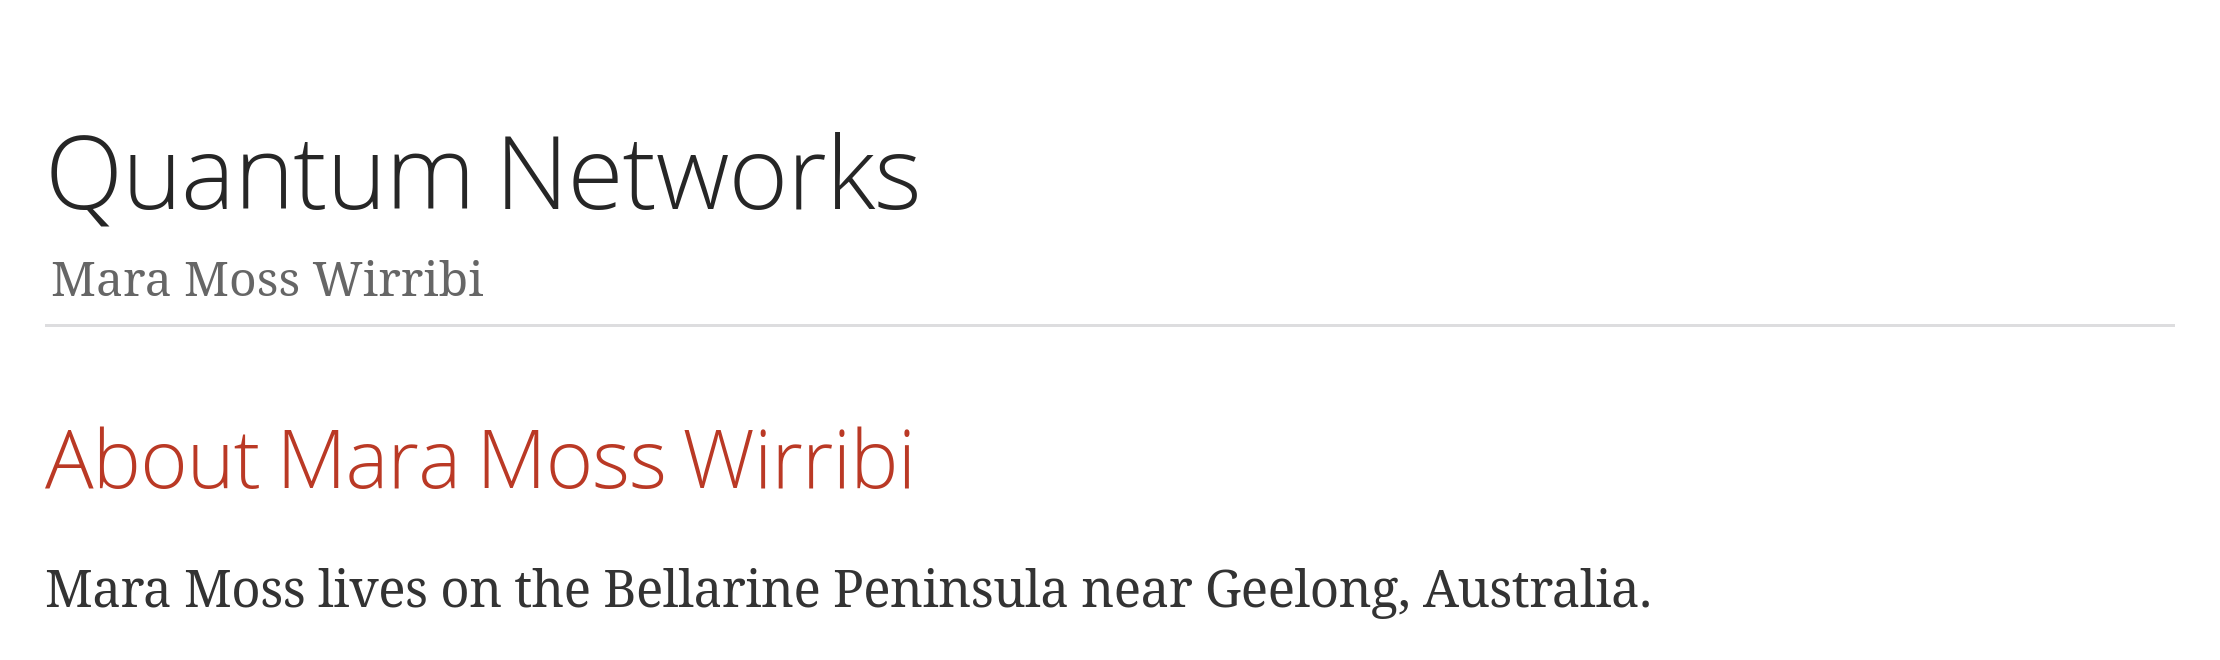 Quantum Networks
Mara Moss Wirribi
About Mara Moss Wirribi
Mara Moss lives on the Bellarine Peninsula near Geelong, Australia.